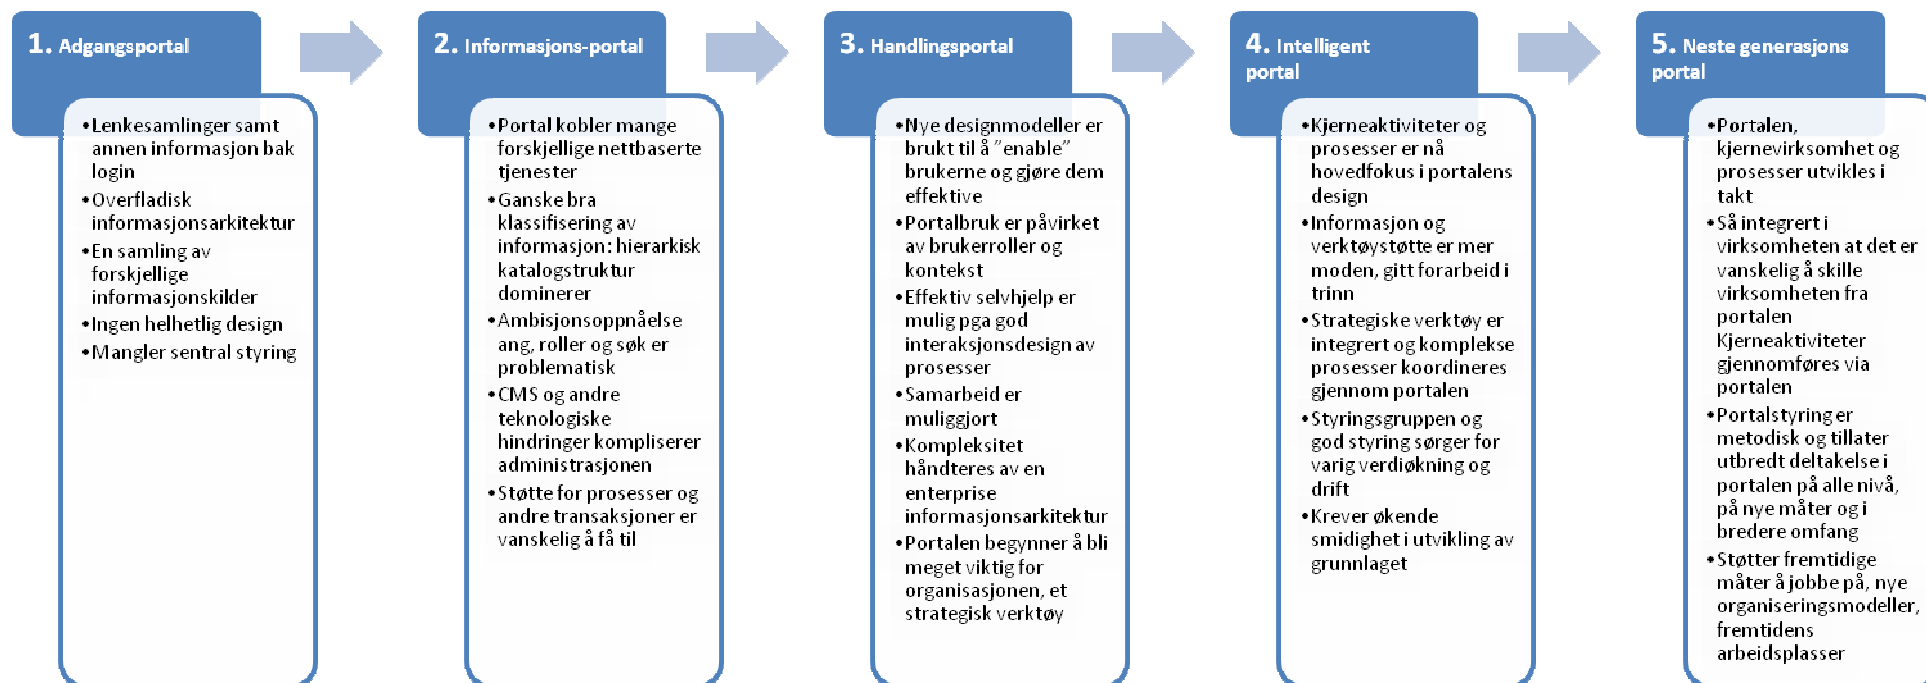 1. Adgangsportal
•Lenkesamlinger samt
annen informasjon bak
login
•Overfladisk
informasjonsarkitektur
•En samling av
forskjellige
informasjonskilder
•Ingen helhetlig design
•Mangler sentral styring
2. Informasjons-portal
•Portal kobler mange
forskjellige nettbaserte
tjenester
•Ganske bra
klassifisering av
informasjon: hierarkisk
katalogstruktur
dominerer
•Ambisjonsoppnåelse
ang, roller og søk er
problematisk
•CMS og andre
teknologiske
hindringer kompliserer
administrasjonen
•Støtte for prosesser og
andre transaksjoner er
vanskelig å få til
3. Handlingsportal
•Nye designmodeller er
brukt til å ”enable”
brukerne og gjøre dem
effektive
•Portalbruk er påvirket
av brukerroller og
kontekst
•Effektiv selvhjelp er
mulig pga god
interaksjonsdesign av
prosesser
•Samarbeid er
muliggjort
•Kompleksitet
håndteres av en
enterprise
informasjonsarkitektur
•Portalen begynner å bli
meget viktig for
organisasjonen, et
strategisk verktøy
4. Intelligent
portal
•Kjerneaktiviteter og
prosesser er nå
hovedfokus i portalens
design
•Informasjon og
verktøystøtte er mer
moden, gitt forarbeid i
trinn
•Strategiske verktøy er
integrert og komplekse
prosesser koordineres
gjennom portalen
•Styringsgruppen og
god styring sørger for
varig verdiøkning og
drift
•Krever økende
smidighet i utvikling av
grunnlaget
5. Neste generasjons
portal
•Portalen,
kjernevirksomhet og
prosesser utvikles i
takt
•Så integrert i
virksomheten at det er
vanskelig å skille
virksomheten fra
portalen
Kjerneaktiviteter
gjennomføres via
portalen
•Portalstyring er
metodisk og tillater
utbredt deltakelse i
portalen på alle nivå,
på nye måter og i
bredere omfang
•Støtter fremtidige
måter å jobbe på, nye
organiseringsmodeller,
fremtidens
arbeidsplasser